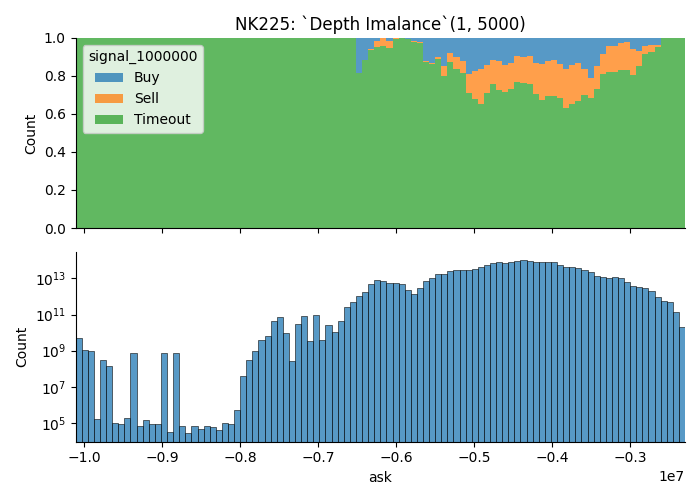 NK225: `Depth Imalance`(1, 5000)
1.0
0.8
0.6
0.4
0.2
0.0
Count
signal_1000000
Buy
Sell
Timeout
10^13
10^11
10^9
10^7
10^5
Count
−1.0 −0.9 −0.8 −0.7 −0.6 −0.5 −0.4 −0.3
ask
1e7